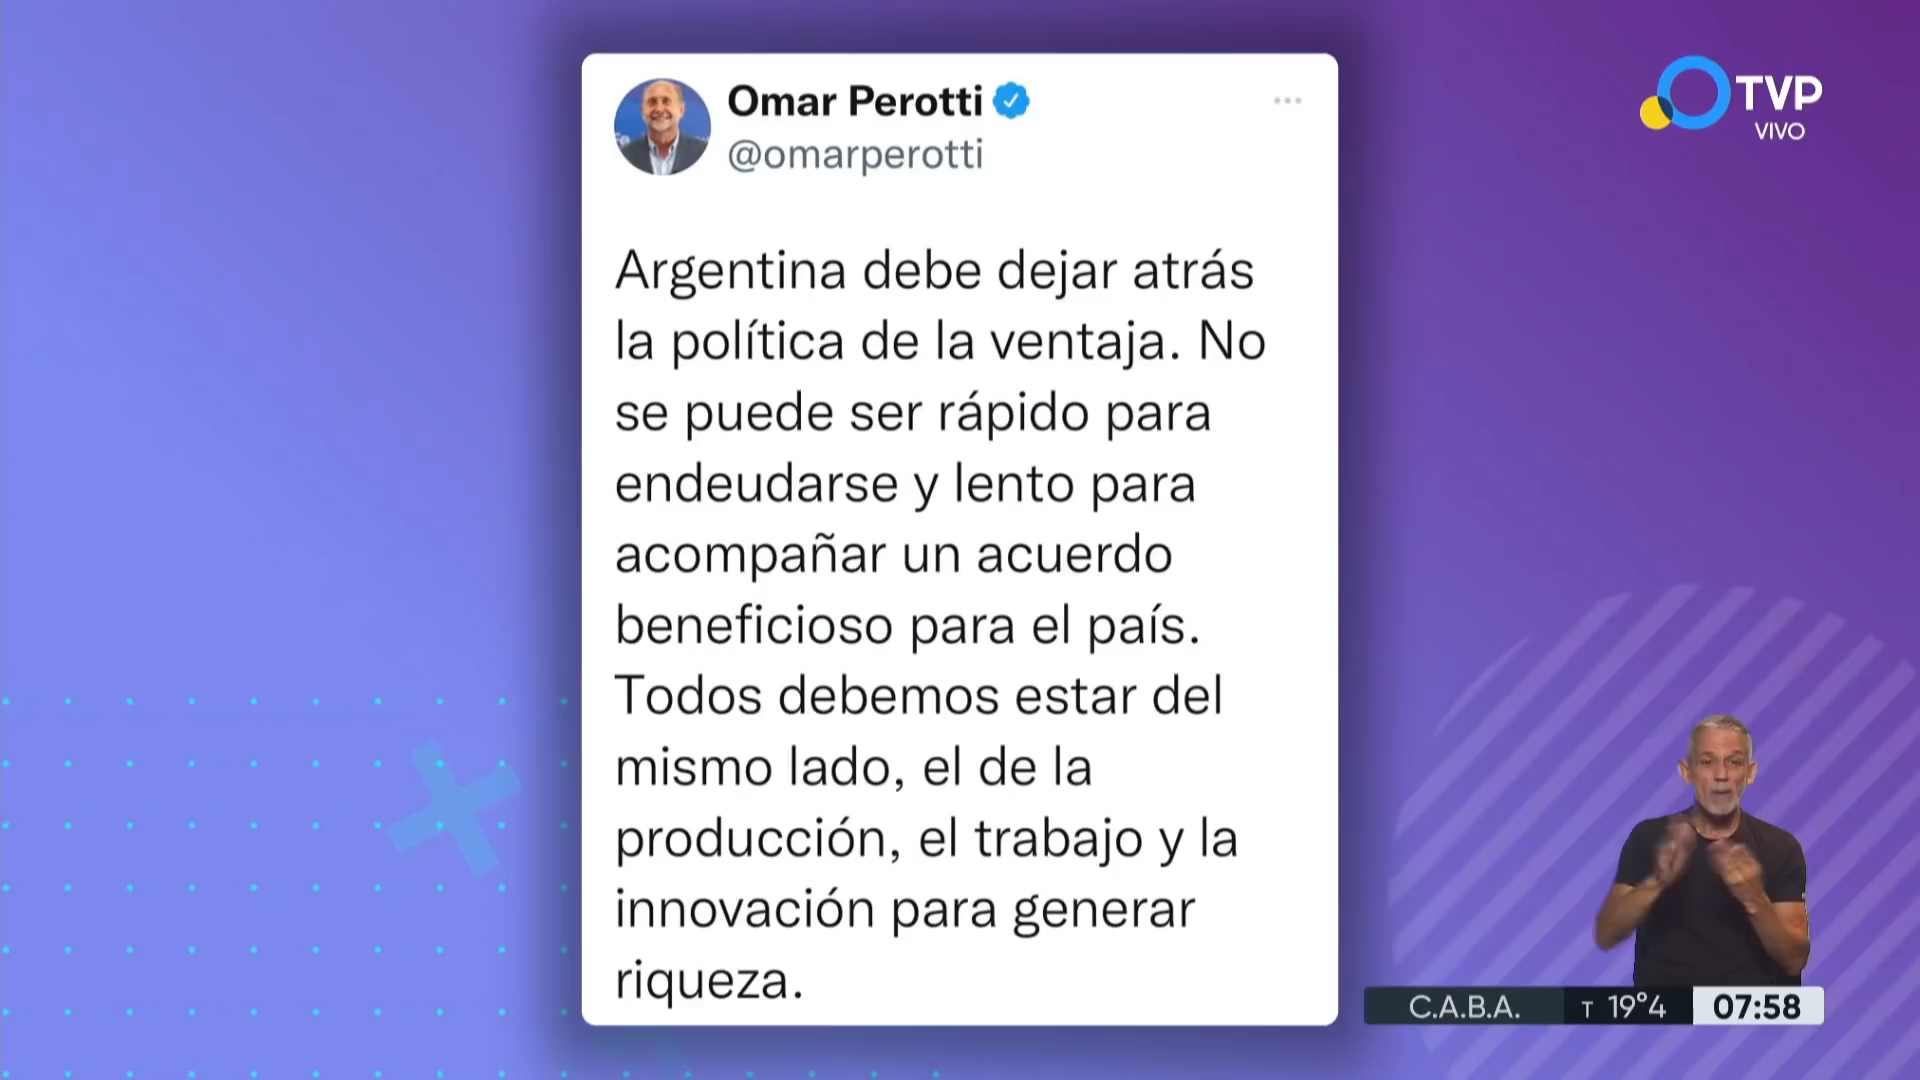 Omar Perotti
@omarperotti
Argentina debe dejar atrás
la política de la ventaja. No
se puede ser rápido para
endeudarse y lento para
acompañar un acuerdo
beneficioso para el país.
Todos debemos estar del
mismo lado, el de la
producción, el trabajo y la
innovación para generar
riqueza.
TVP
VIVO
C.A.B.A. T 19°4 07:58